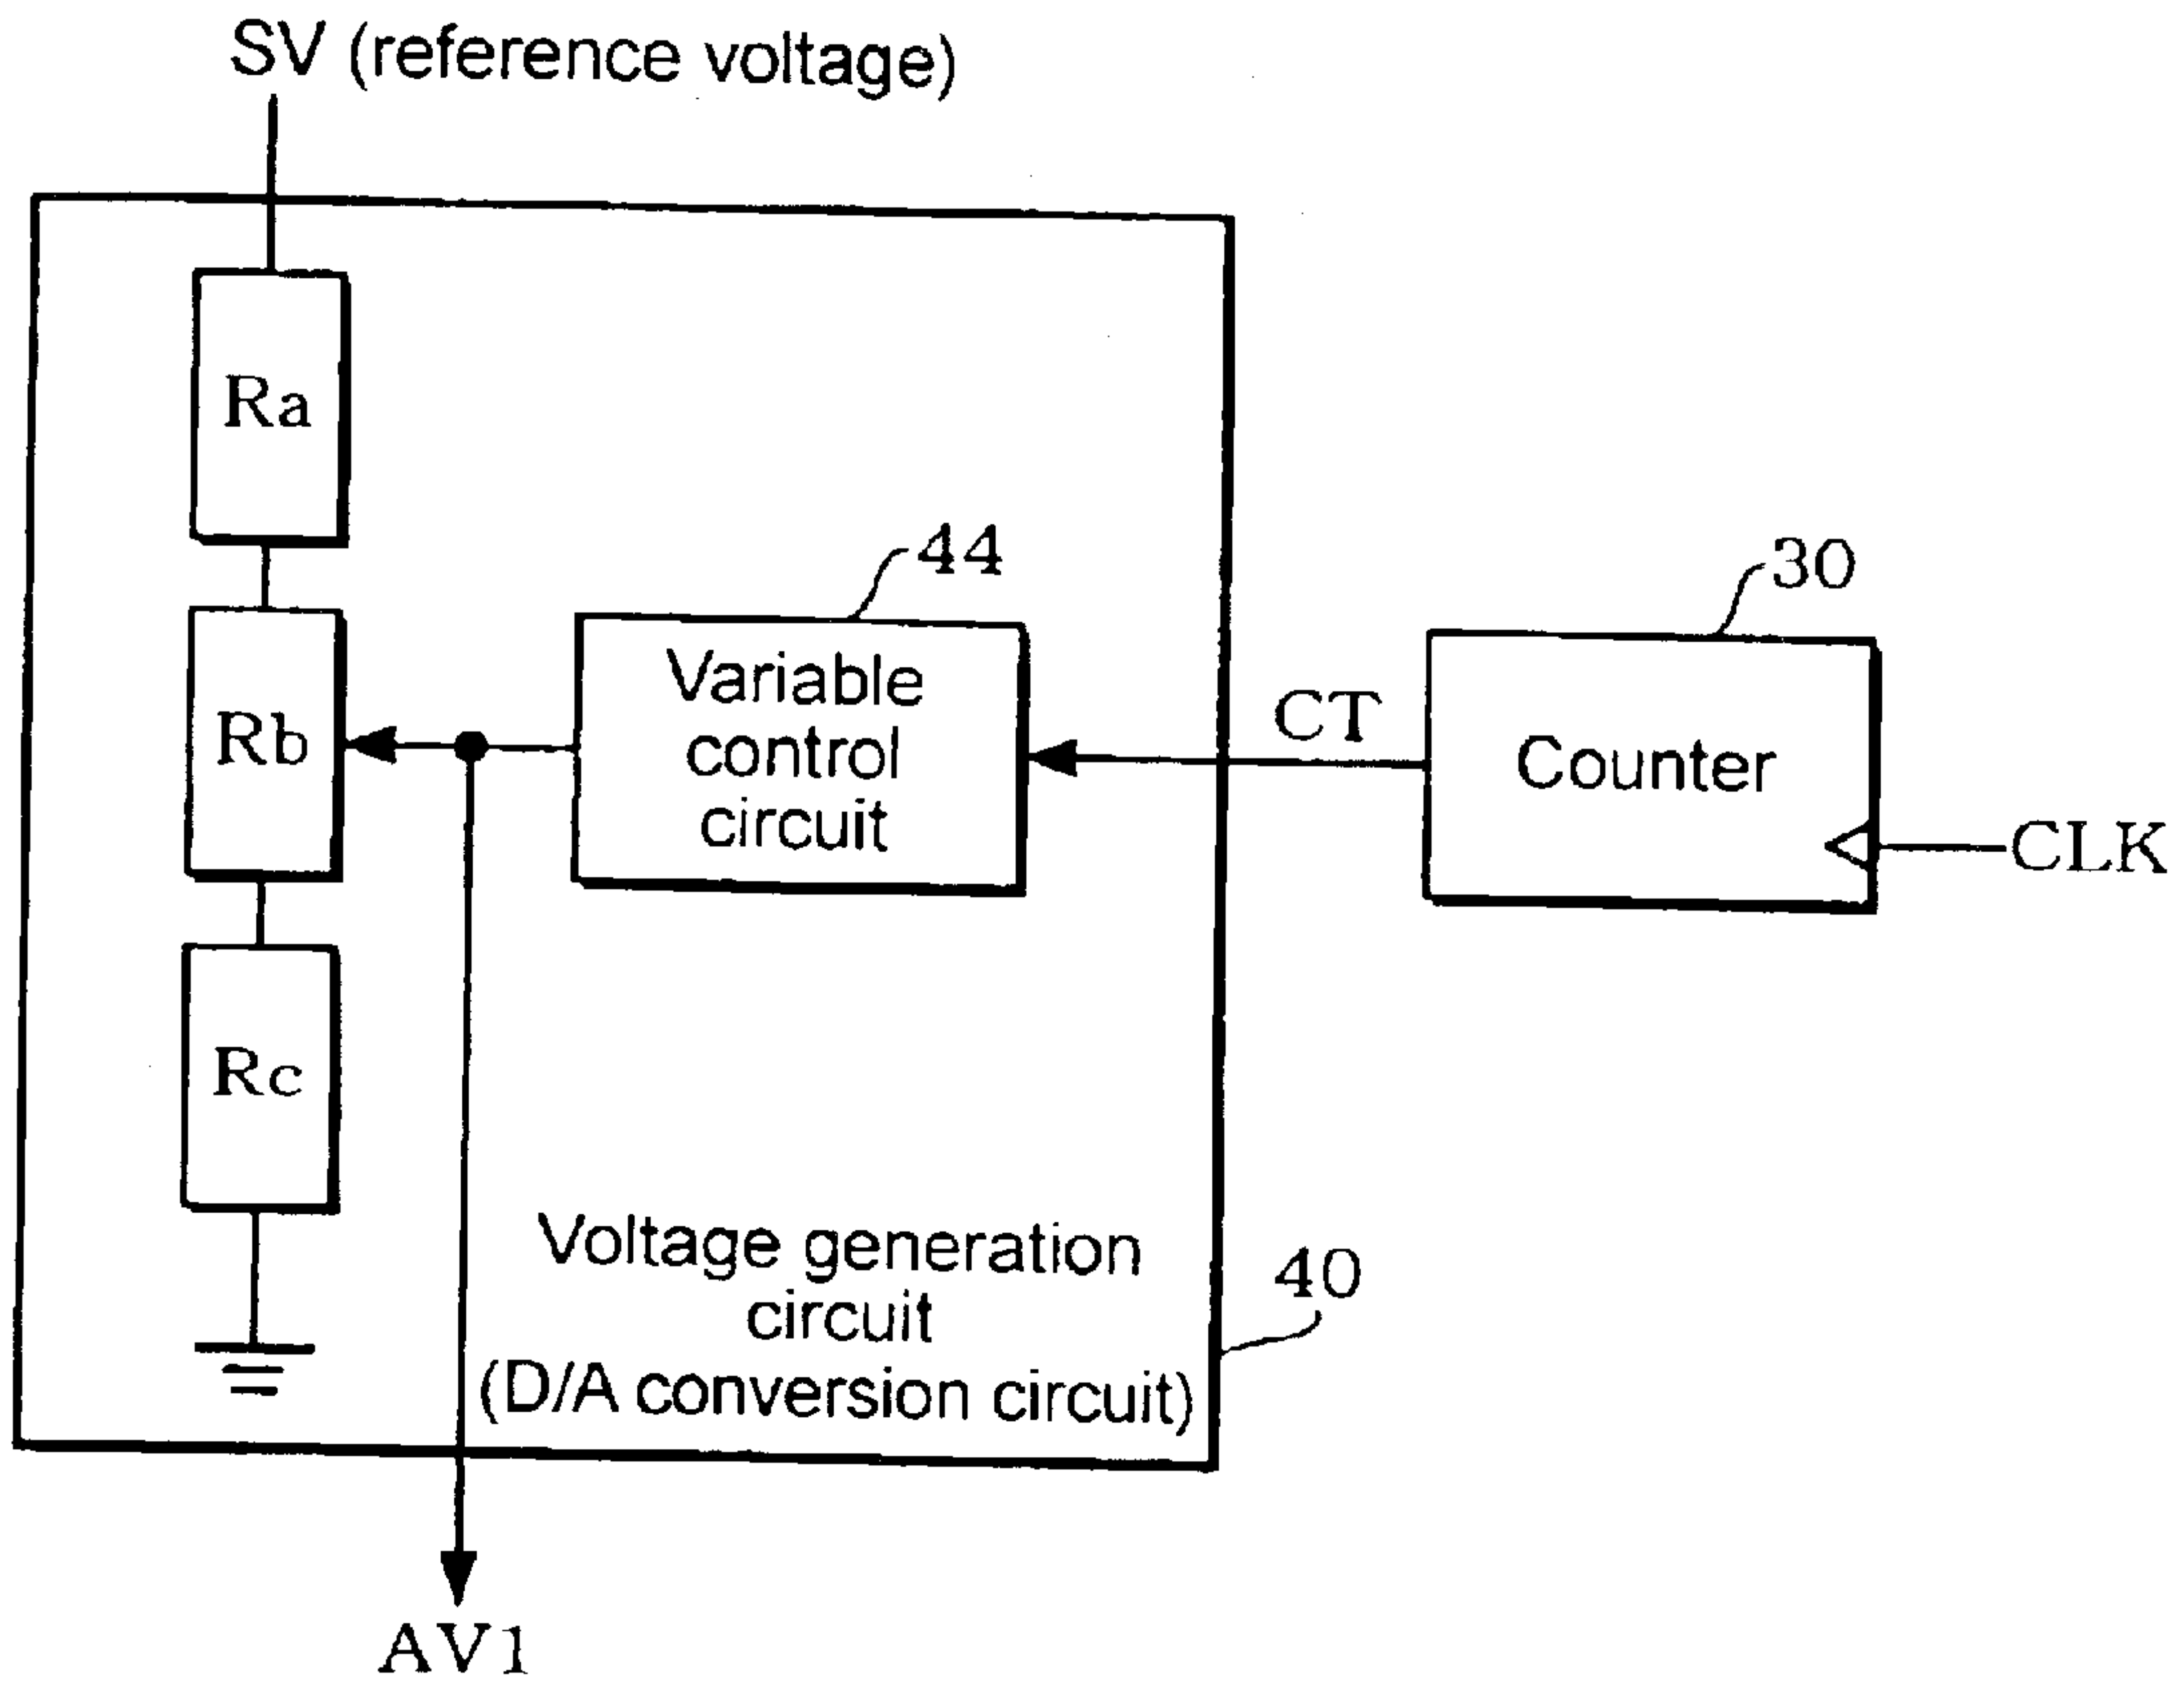 SV (reference voltage)
Ra
44
30
Rb
Variable
control
circuit
CT
Counter
CLK
Rc
Voltage generation
circuit
(D/A conversion circuit)
40
AV1